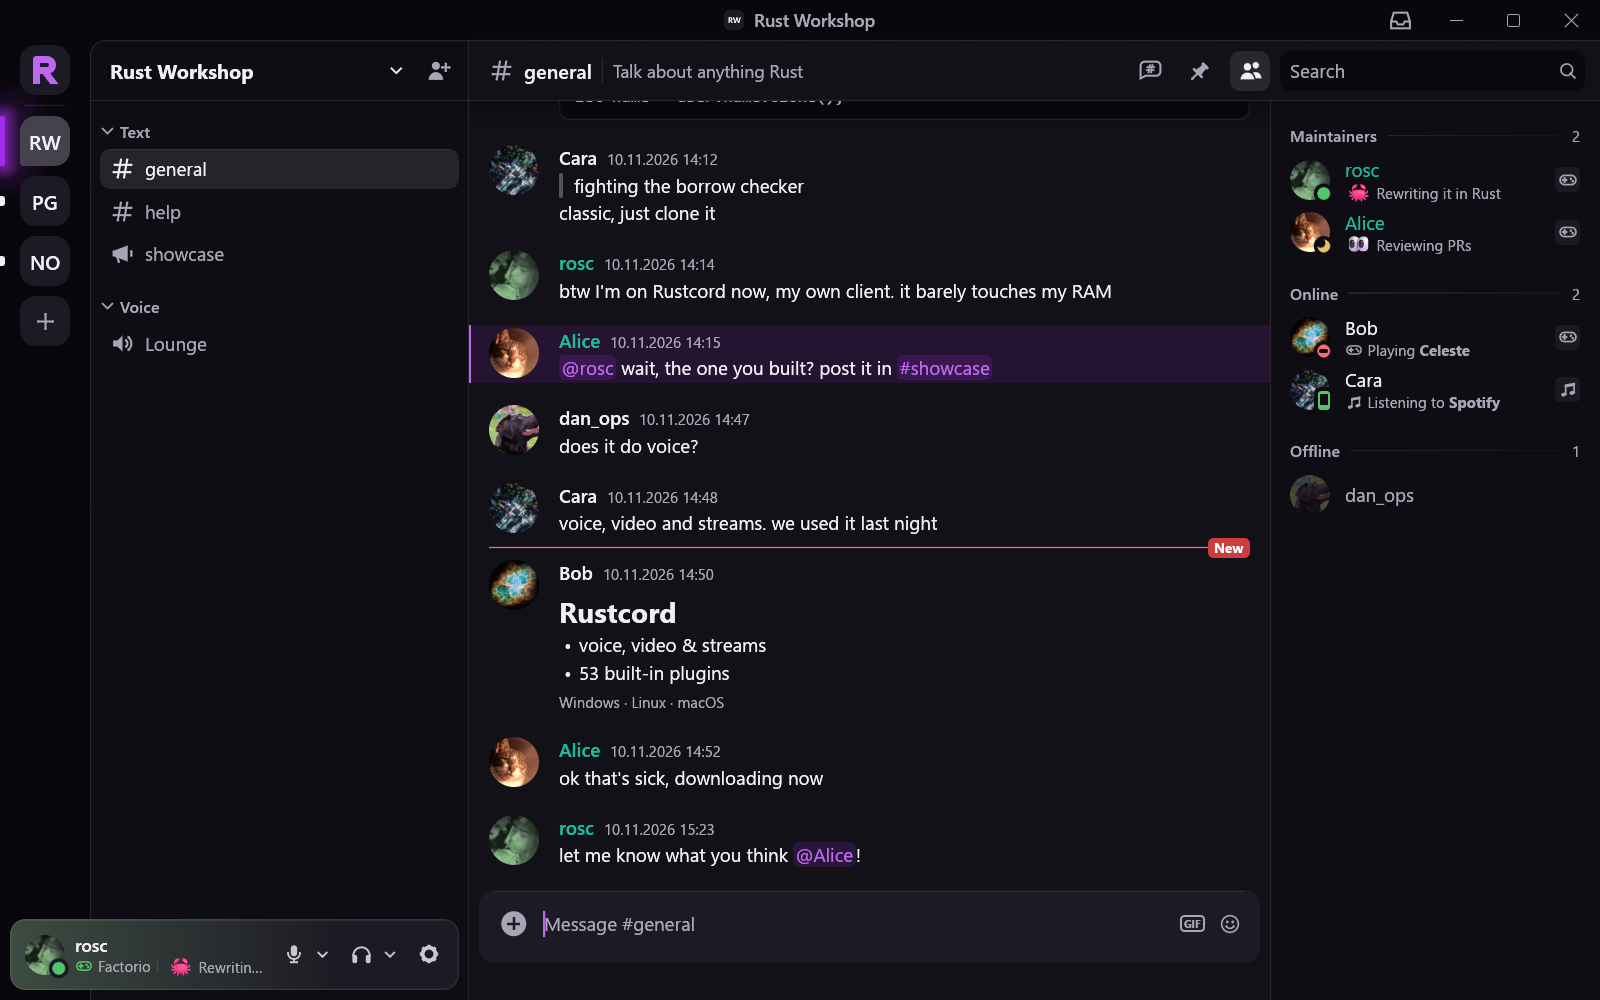 RW Rust Workshop
R
RW
PG
NO
Rust Workshop
Text
general
help
showcase
Voice
Lounge
rosc
Factorio
Rewritin...
general
Talk about anything Rust
Search
Cara 10.11.2026 14:12
fighting the borrow checker
classic, just clone it
rosc 10.11.2026 14:14
btw I'm on Rustcord now, my own client. it barely touches my RAM
Alice 10.11.2026 14:15
@rosc wait, the one you built? post it in #showcase
dan_ops 10.11.2026 14:47
does it do voice?
Cara 10.11.2026 14:48
voice, video and streams. we used it last night
New
Bob 10.11.2026 14:50
Rustcord
• voice, video & streams
• 53 built-in plugins
Windows · Linux · macOS
Alice 10.11.2026 14:52
ok that's sick, downloading now
rosc 10.11.2026 15:23
let me know what you think @Alice!
Message #general
GIF
Maintainers 2
rosc
Rewriting it in Rust
Alice
Reviewing PRs
Online 2
Bob
Playing Celeste
Cara
Listening to Spotify
Offline 1
dan_ops